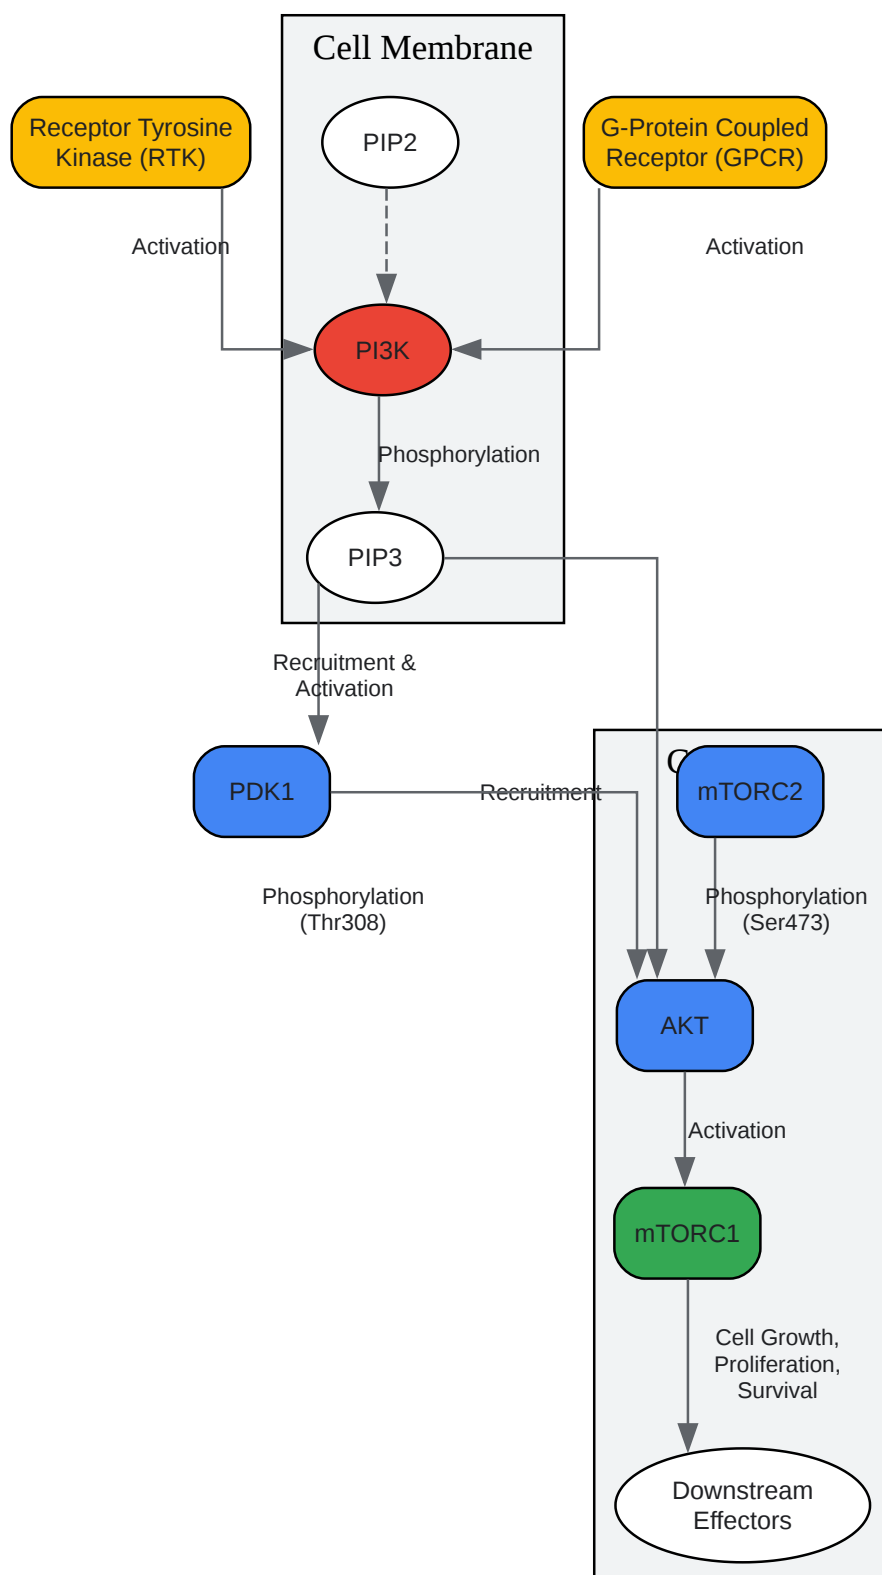 Cell Membrane
Receptor Tyrosine
Kinase (RTK)
PIP2
G-Protein Coupled
Receptor (GPCR)
Activation
Activation
PI3K
Phosphorylation
PIP3
Recruitment &
Activation
PDK1
Recruitment
mTORC2
Phosphorylation
(Thr308)
Phosphorylation
(Ser473)
AKT
Activation
mTORC1
Cell Growth,
Proliferation,
Survival
Downstream
Effectors